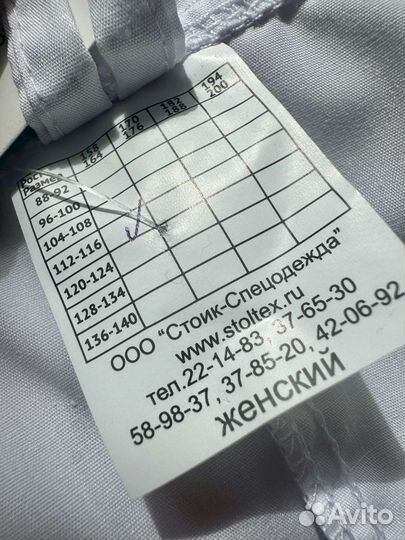 Рост
Размер
158 170 182 194
164 176 188 200
88-92
96-100
104-108
112-116
120-124
128-134
136-140
ООО "Стоик-Спецодежда"
www.stoltex.ru
тел.22-14-83, 37-65-30
58-98-37, 37-85-20, 42-06-92
женский
Avito